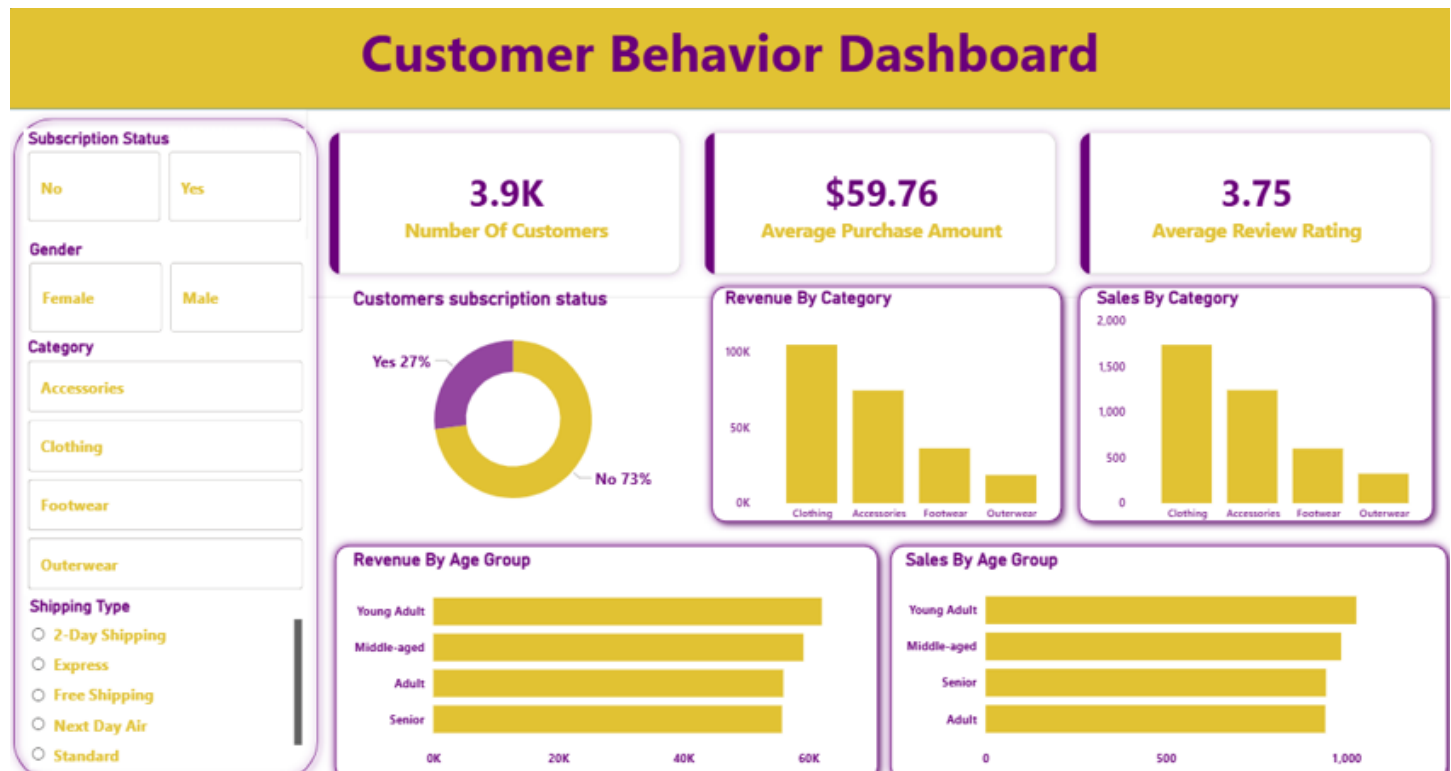 Customer Behavior Dashboard
Subscription Status
No
Yes
Gender
Female
Male
Category
Accessories
Clothing
Footwear
Outerwear
Shipping Type
2-Day Shipping
Express
Free Shipping
Next Day Air
Standard
3.9K
Number Of Customers
$59.76
Average Purchase Amount
3.75
Average Review Rating
Customers subscription status
Yes 27%
No 73%
Revenue By Category
100K
50K
0K
Clothing
Accessories
Footwear
Outerwear
Sales By Category
2,000
1,500
1,000
500
0
Clothing
Accessories
Footwear
Outerwear
Revenue By Age Group
Young Adult
Middle-aged
Adult
Senior
0K
20K
40K
60K
Sales By Age Group
Young Adult
Middle-aged
Senior
Adult
0
500
1,000